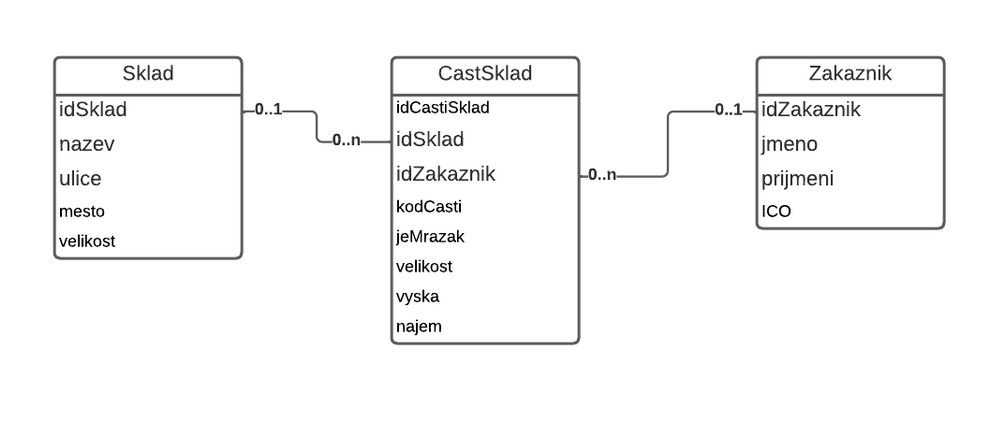 Sklad
idSklad
nazev
ulice
mesto
velikost
0..1
0..n
CastSklad
idCastiSklad
idSklad
idZakaznik
kodCasti
jeMrazak
velikost
vyska
najem
0..n
0..1
Zakaznik
idZakaznik
jmeno
prijmeni
ICO